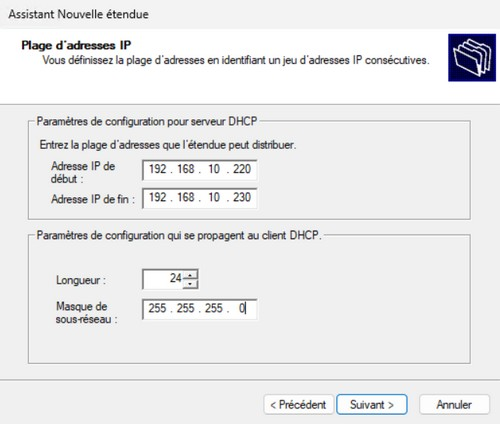 Assistant Nouvelle étendue
Plage d'adresses IP
Vous définissez la plage d'adresses en identifiant un jeu d'adresses IP consécutives.
Paramètres de configuration pour serveur DHCP
Entrez la plage d'adresses que l'étendue peut distribuer.
Adresse IP de
début :
192 . 168 . 10 . 220
Adresse IP de fin :
192 . 168 . 10 . 230
Paramètres de configuration qui se propagent au client DHCP.
Longueur :
24
Masque de
sous-réseau :
255 . 255 . 255 . 0
< Précédent
Suivant >
Annuler